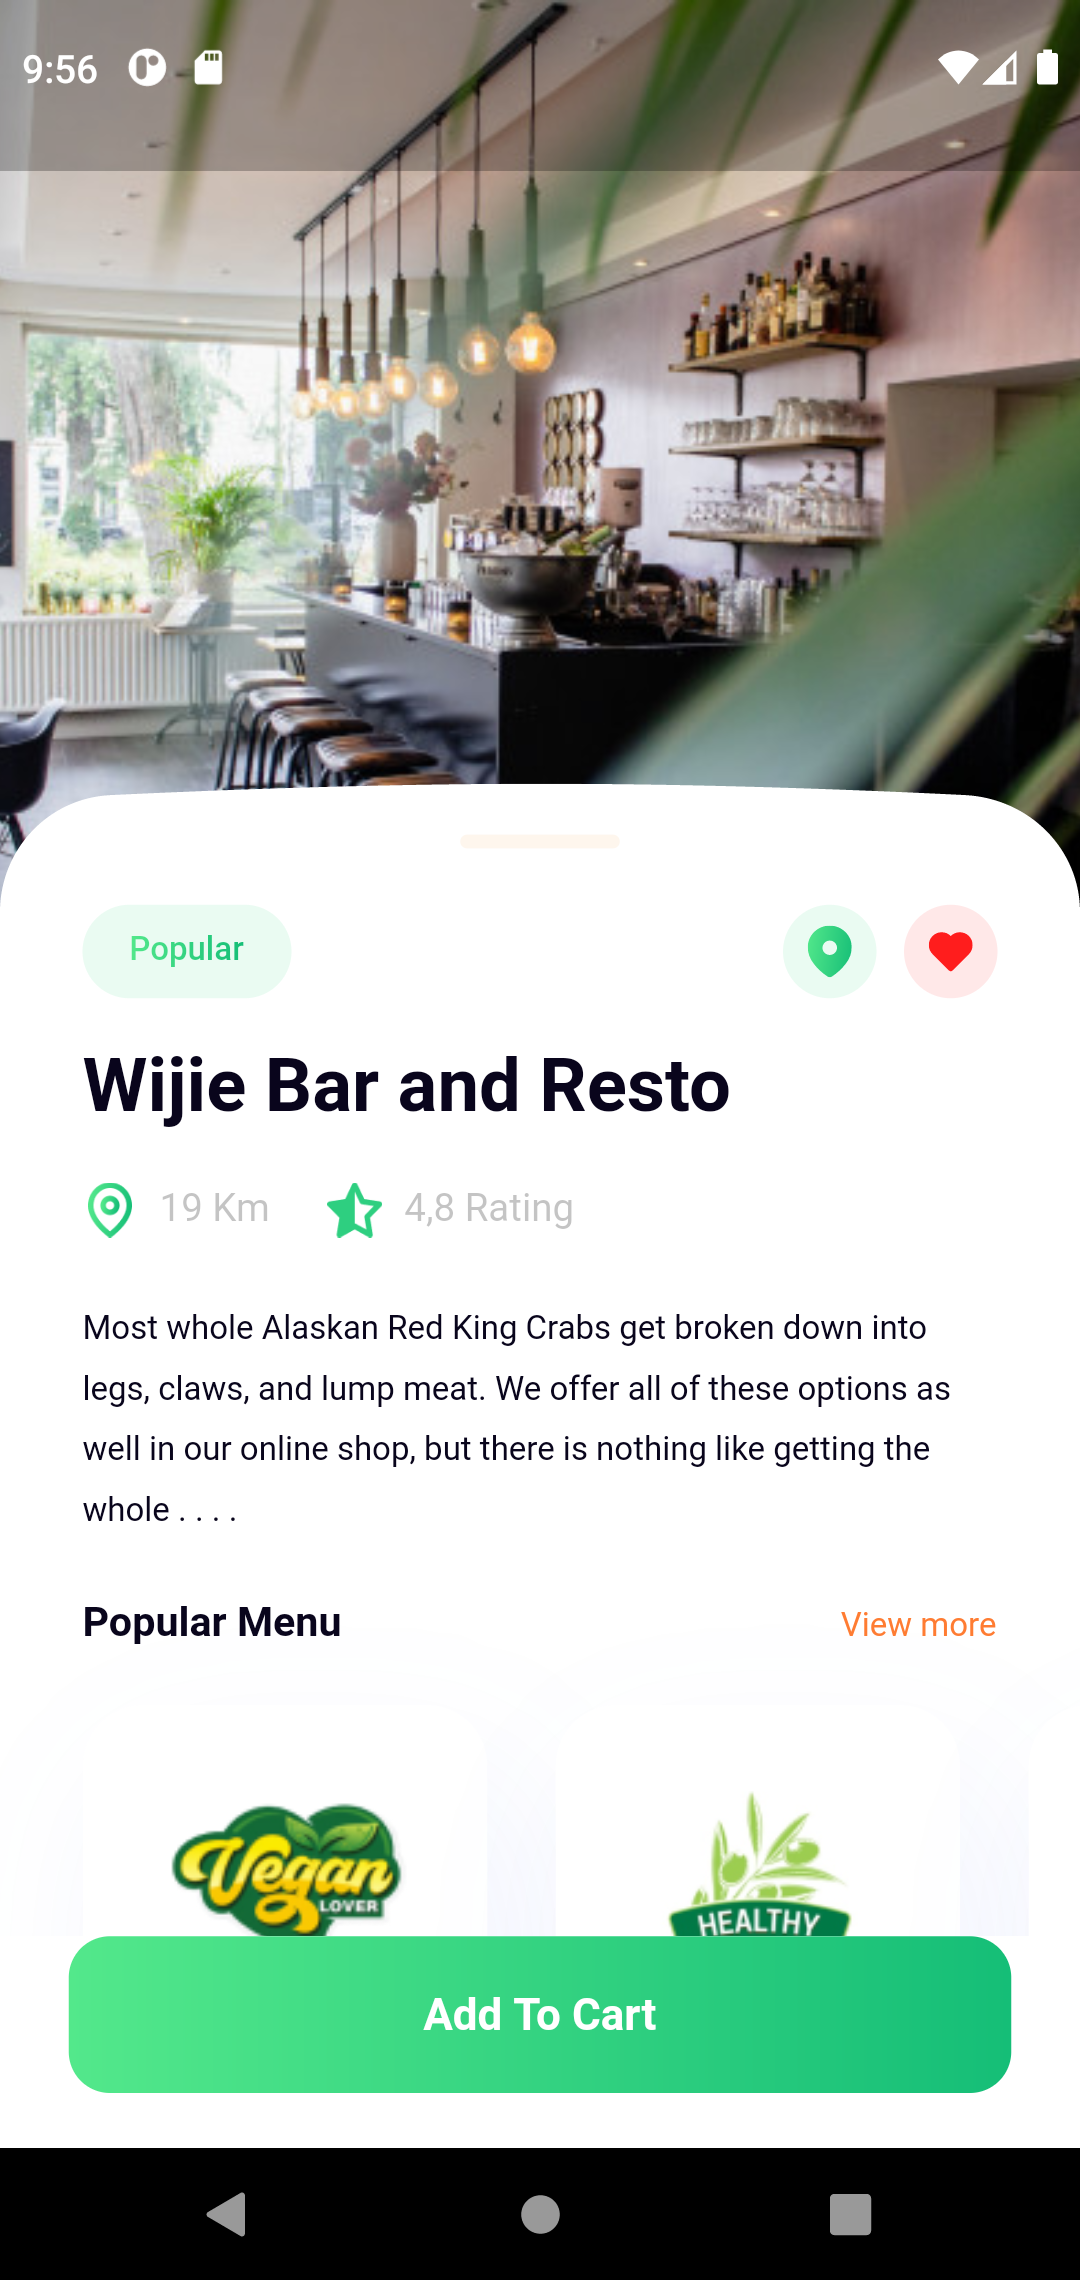 9:56
Popular
Wijie Bar and Resto
19 Km
4,8 Rating
Most whole Alaskan Red King Crabs get broken down into
legs, claws, and lump meat. We offer all of these options as
well in our online shop, but there is nothing like getting the
whole . . . .
Popular Menu
View more
Vegan
LOVER
HEALTHY
Add To Cart